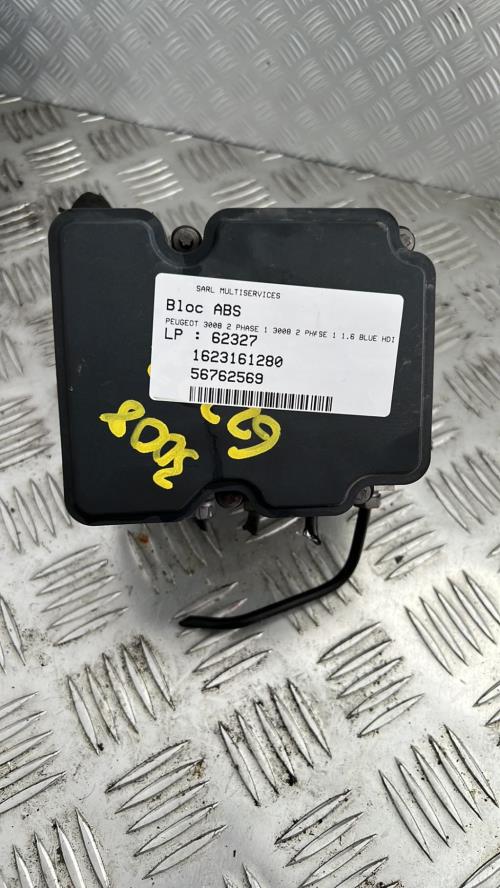 SARL MULTISERVICES
Bloc ABS
PEUGEOT 3008 2 PHASE 1 3008 2 PHASE 1 1.6 BLUE HDI
LP : 62327
1623161280
56762569
3008